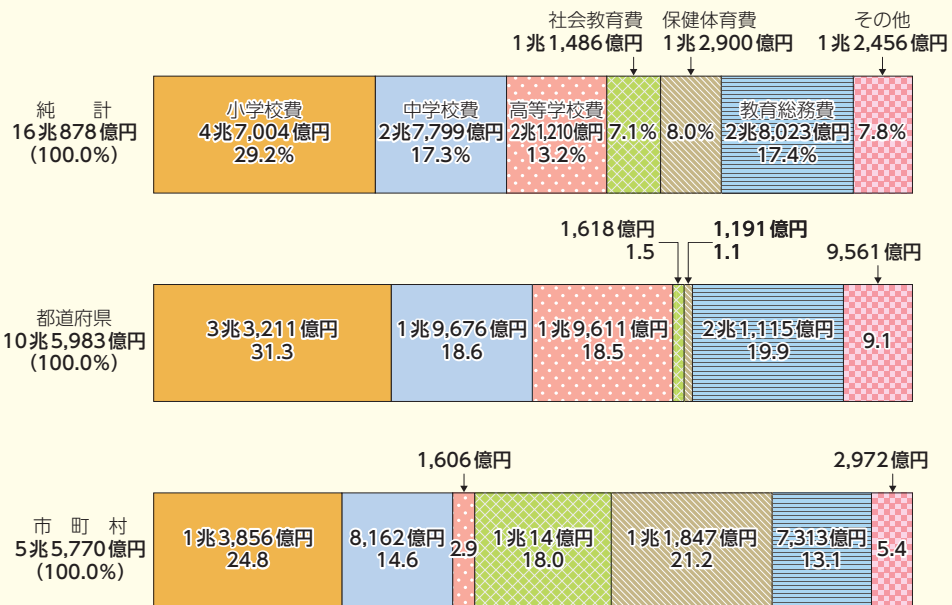 社会教育費
1兆1,486億円
保健体育費
1兆2,900億円
その他
1兆2,456億円
純　計
16兆878億円
(100.0%)
小学校費
4兆7,004億円
29.2%
中学校費
2兆7,799億円
17.3%
高等学校費
2兆1,210億円
13.2%
7.1%
8.0%
教育総務費
2兆8,023億円
17.4%
7.8%
1,618億円
1.5
1,191億円
1.1
9,561億円
都道府県
10兆5,983億円
(100.0%)
3兆3,211億円
31.3
1兆9,676億円
18.6
1兆9,611億円
18.5
2兆1,115億円
19.9
9.1
1,606億円
2,972億円
市　町　村
5兆5,770億円
(100.0%)
1兆3,856億円
24.8
8,162億円
14.6
2.9
1兆14億円
18.0
1兆1,847億円
21.2
7,313億円
13.1
5.4